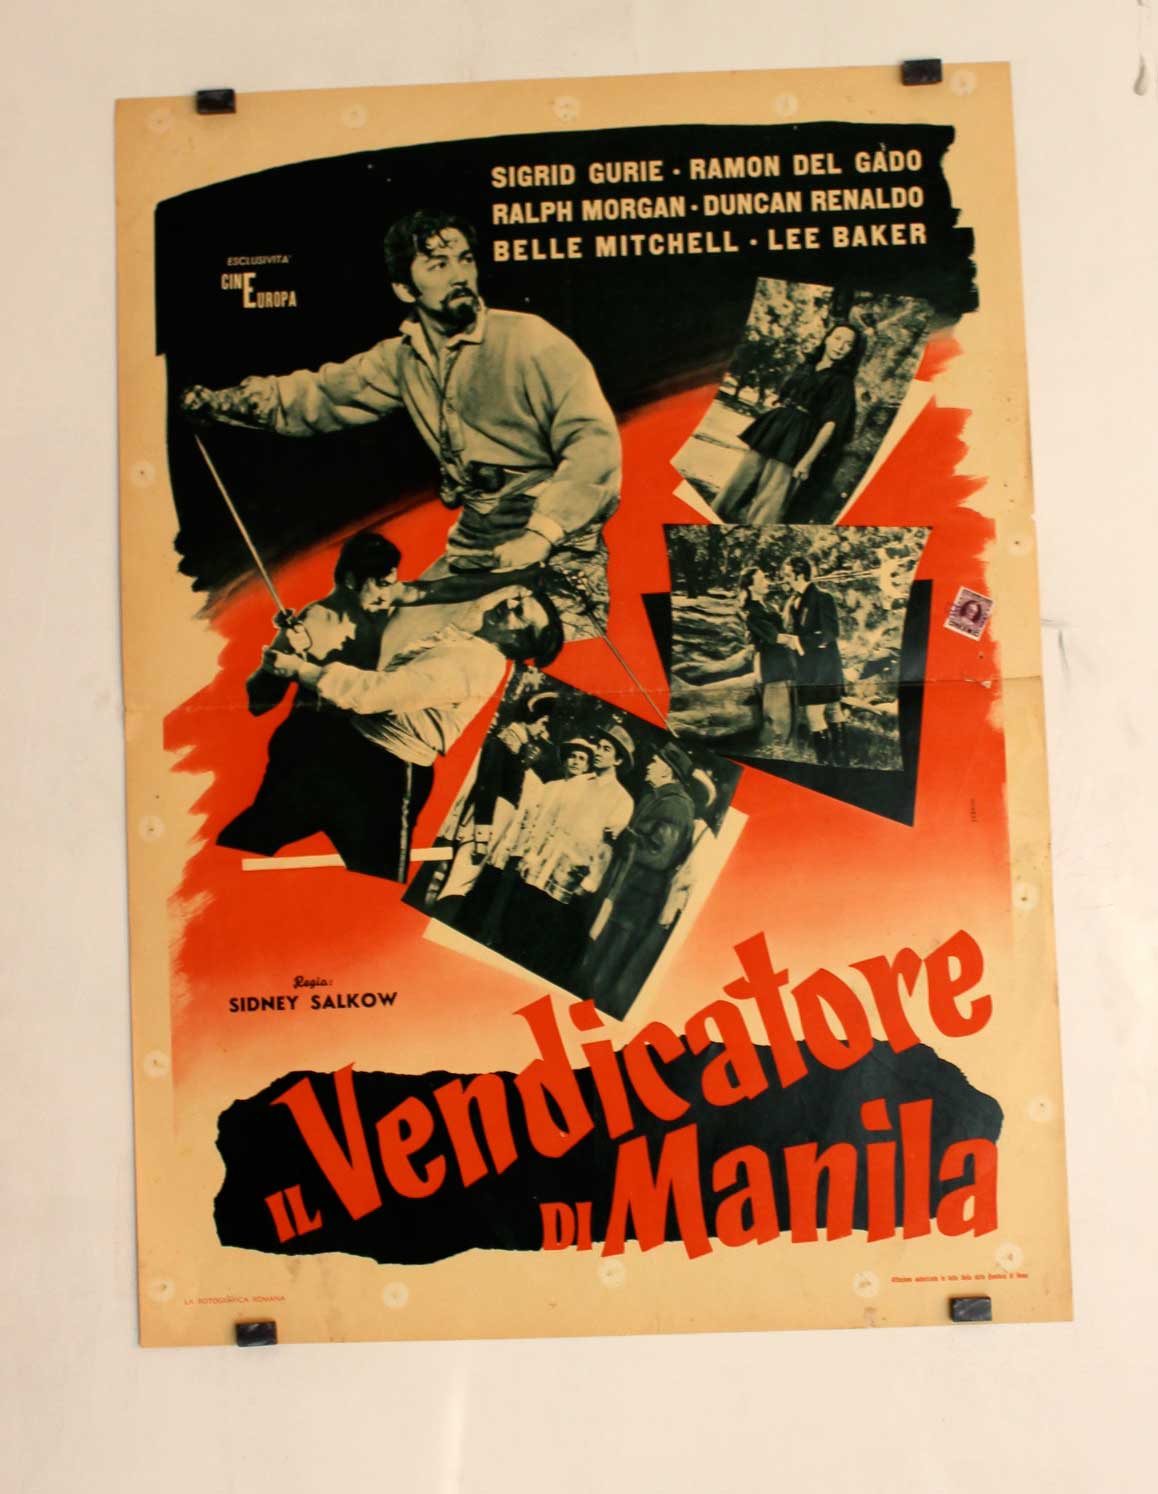 SIGRID GURIE · RAMON DEL GADO
RALPH MORGAN · DUNCAN RENALDO
BELLE MITCHELL · LEE BAKER
ESCLUSIVITA'
CINEUROPA
Regia:
SIDNEY SALKOW
IL Vendicatore
DI Manila
LA ROTOGRAFICA ROMANA